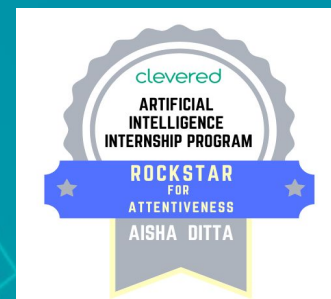 clevered
ARTIFICIAL
INTELLIGENCE
INTERNSHIP PROGRAM
ROCKSTAR
FOR
ATTENTIVENESS
AISHA DITTA